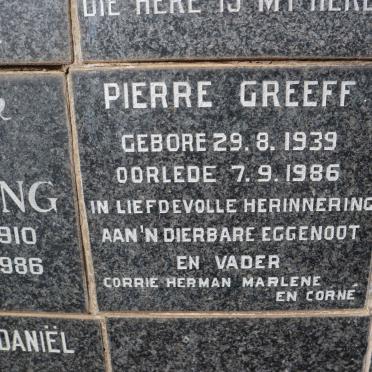 DIE HERE IS MY HERD
PIERRE GREEFF
GEBORE 29.8.1939
OORLEDE 7.9.1986
IN LIEFDEVOLLE HERINNERING
AAN 'N DIERBARE EGGENOOT
EN VADER
CORRIE HERMAN MARLENE
EN CORNÉ
NG
910
986
DANIËL